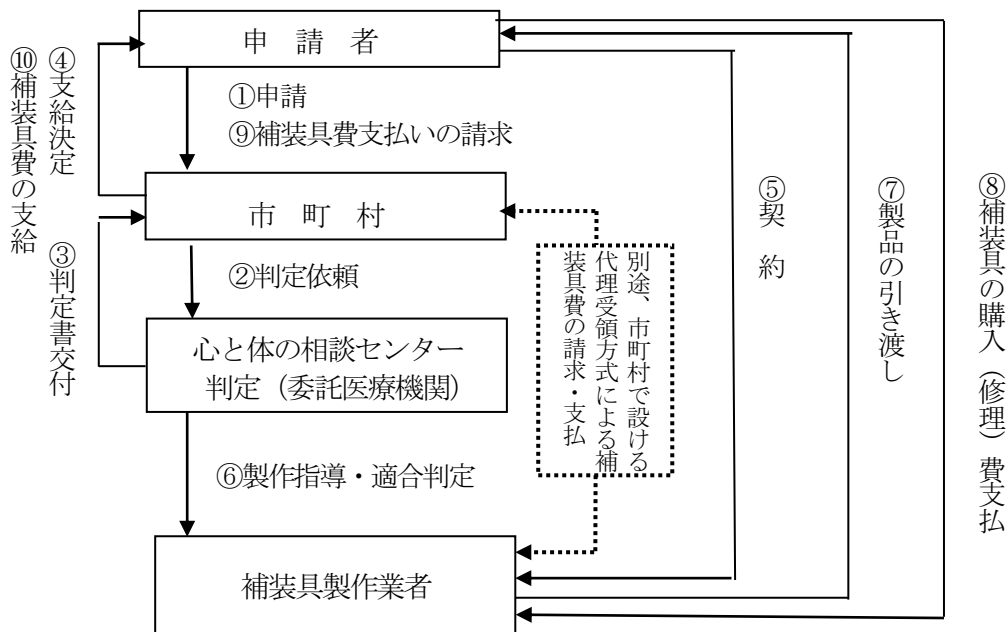 申 請 者
①申請
⑨補装具費支払いの請求
④支給決定
⑩補装具費の支給
市 町 村
②判定依頼
③判定書交付
心と体の相談センター
判定（委託医療機関）
⑥製作指導・適合判定
補装具製作業者
別途、市町村で設ける
代理受領方式による補
装具費の請求・支払
⑤契 約
⑦製品の引き渡し
⑧補装具の購入（修理）費支払